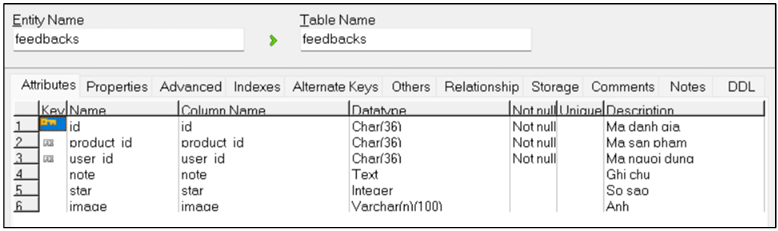 Entity Name Table Name
feedbacks feedbacks
Attributes Properties Advanced Indexes Alternate Keys Others Relationship Storage Comments Notes DDL
Key Name Column Name Datatype Not null Unique Description
1 id id Char(36) Not null Ma danh gia
2 product_id product_id Char(36) Not null Ma san pham
3 user_id user_id Char(36) Not null Ma nguoi dung
4 note note Text Ghi chu
5 star star Integer So sao
6 image image Varchar(n)(100) Anh